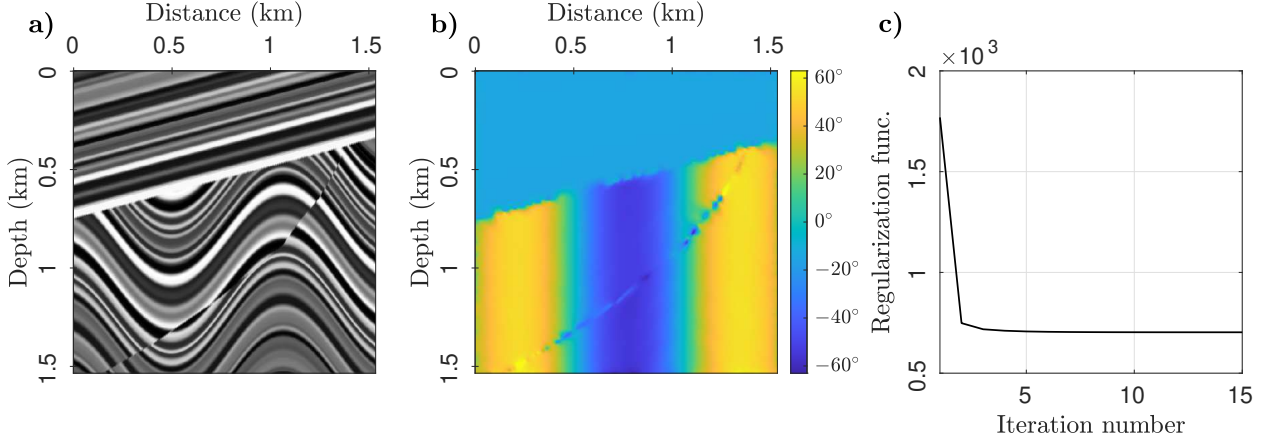 a)
Distance (km)
0 0.5 1 1.5
0
0.5
1
1.5
Depth (km)
b)
Distance (km)
0 0.5 1 1.5
0
0.5
1
1.5
Depth (km)
60°
40°
20°
0°
−20°
−40°
−60°
c)
×10³
2
1.5
1
0.5
Regularization func.
5 10 15
Iteration number